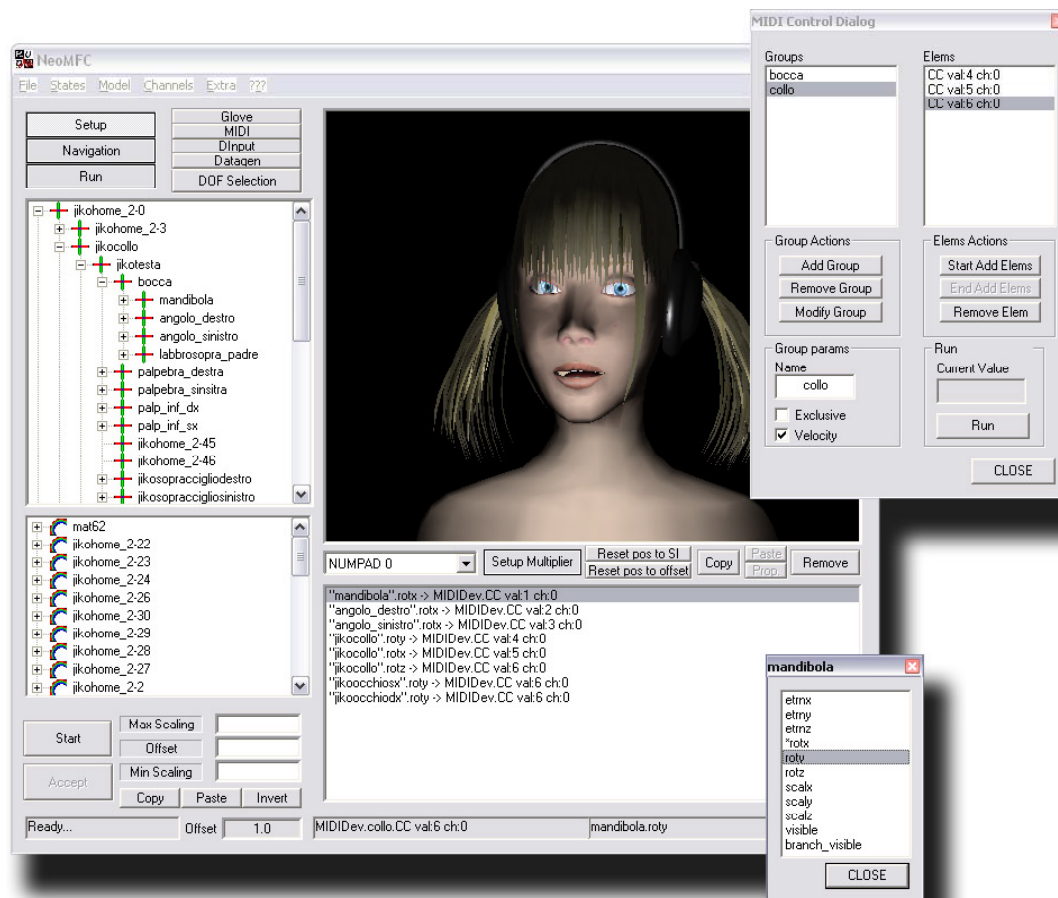 NeoMFC
File States Model Channels Extra ???
Setup
Navigation
Run
Glove
MIDI
DInput
Datagen
DOF Selection
jikohome_2-0
jikohome_2-3
jikocollo
jikotesta
bocca
mandibola
angolo_destro
angolo_sinistro
labbrosopra_padre
palpebra_destra
palpebra_sinsitra
palp_inf_dx
palp_inf_sx
jikohome_2-45
jikohome_2-46
jikosopraccigliodestro
jikosopraccigliosinistro
mat62
jikohome_2-22
jikohome_2-23
jikohome_2-24
jikohome_2-26
jikohome_2-30
jikohome_2-29
jikohome_2-28
jikohome_2-27
jikohome_2-2
Start
Accept
Max Scaling
Offset
Min Scaling
Copy Paste Invert
NUMPAD 0
Setup Multiplier
Reset pos to SI
Reset pos to offset
Copy
Paste
Prop.
Remove
"mandibola".rotx -> MIDIDev.CC val:1 ch:0
"angolo_destro".rotx -> MIDIDev.CC val:2 ch:0
"angolo_sinistro".rotx -> MIDIDev.CC val:3 ch:0
"jikocollo".roty -> MIDIDev.CC val:4 ch:0
"jikocollo".rotx -> MIDIDev.CC val:5 ch:0
"jikocollo".rotz -> MIDIDev.CC val:6 ch:0
"jikoocchiosx".roty -> MIDIDev.CC val:6 ch:0
"jikoocchiodx".roty -> MIDIDev.CC val:6 ch:0
Ready...
Offset 1.0
MIDIDev.collo.CC val:6 ch:0
mandibola.roty
MIDI Control Dialog
Groups
bocca
collo
Elems
CC val:4 ch:0
CC val:5 ch:0
CC val:6 ch:0
Group Actions
Add Group
Remove Group
Modify Group
Elems Actions
Start Add Elems
End Add Elems
Remove Elem
Group params
Name
collo
Exclusive
Velocity
Run
Current Value
Run
CLOSE
mandibola
etrnx
etrny
etrnz
*rotx
roty
rotz
scalx
scaly
scalz
visible
branch_visible
CLOSE